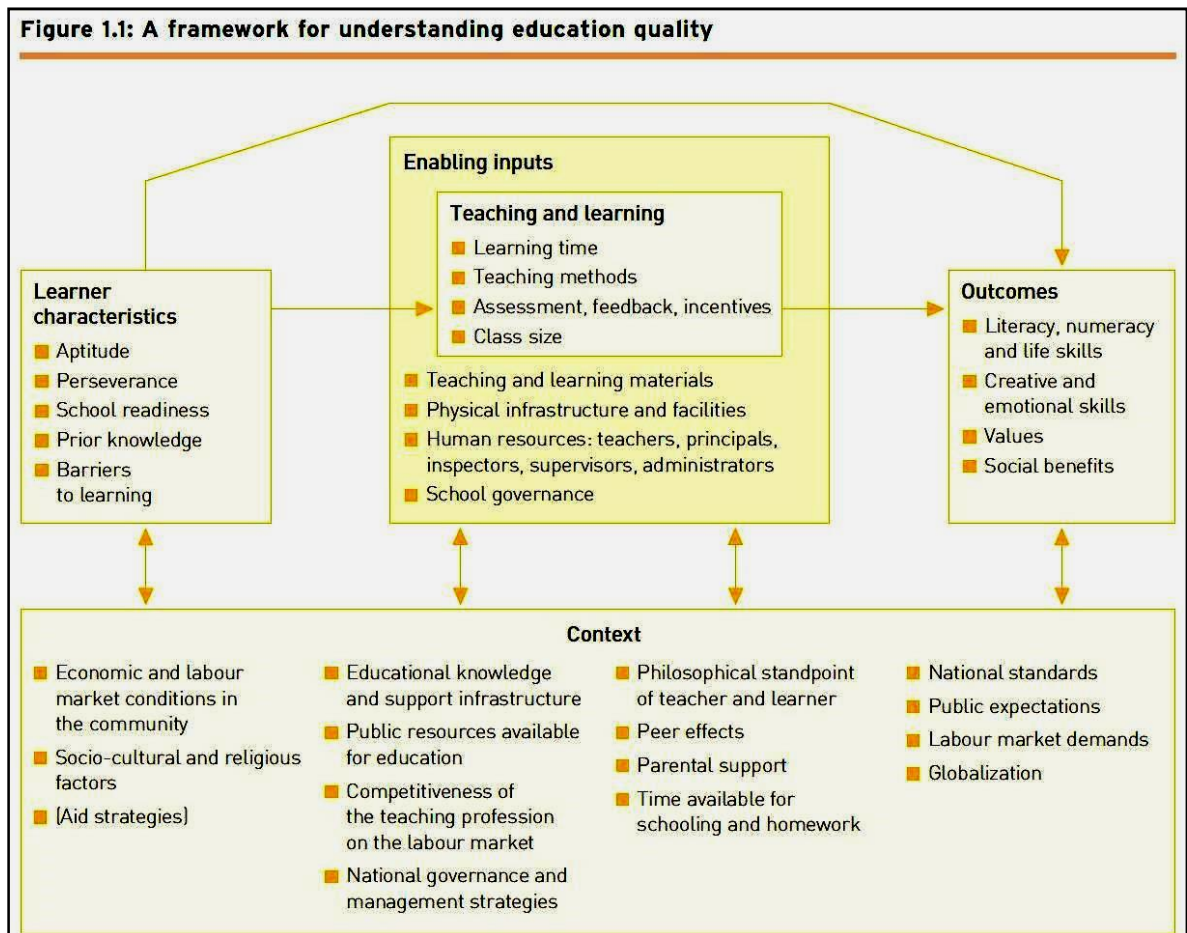 Figure 1.1: A framework for understanding education quality
Enabling inputs
Teaching and learning
Learning time
Teaching methods
Assessment, feedback, incentives
Class size
Teaching and learning materials
Physical infrastructure and facilities
Human resources: teachers, principals,
inspectors, supervisors, administrators
School governance
Learner
characteristics
Aptitude
Perseverance
School readiness
Prior knowledge
Barriers
to learning
Outcomes
Literacy, numeracy
and life skills
Creative and
emotional skills
Values
Social benefits
Context
Economic and labour
market conditions in
the community
Socio-cultural and religious
factors
(Aid strategies)
Educational knowledge
and support infrastructure
Public resources available
for education
Competitiveness of
the teaching profession
on the labour market
National governance and
management strategies
Philosophical standpoint
of teacher and learner
Peer effects
Parental support
Time available for
schooling and homework
National standards
Public expectations
Labour market demands
Globalization